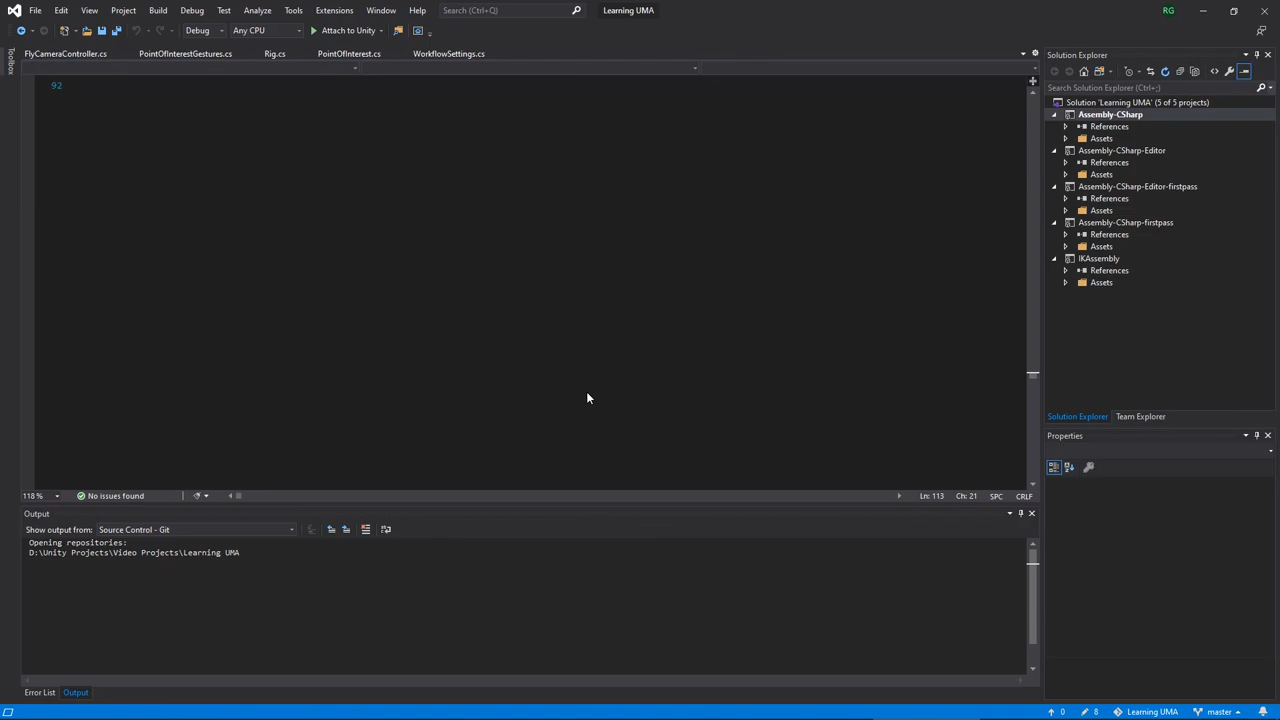 File Edit View Project Build Debug Test Analyze Tools Extensions Window Help Search (Ctrl+Q) Learning UMA RG
Debug Any CPU Attach to Unity
Toolbox
FlyCameraController.cs PointOfInterestGestures.cs Rig.cs PointOfInterest.cs WorkflowSettings.cs
92
118 % No issues found Ln: 113 Ch: 21 SPC CRLF
Output
Show output from: Source Control - Git
Opening repositories:
D:\Unity Projects\Video Projects\Learning UMA
Error List Output
Solution Explorer
Search Solution Explorer (Ctrl+;)
Solution 'Learning UMA' (5 of 5 projects)
Assembly-CSharp
References
Assets
Assembly-CSharp-Editor
References
Assets
Assembly-CSharp-Editor-firstpass
References
Assets
Assembly-CSharp-firstpass
References
Assets
IKAssembly
References
Assets
Solution Explorer Team Explorer
Properties
0 8 Learning UMA master